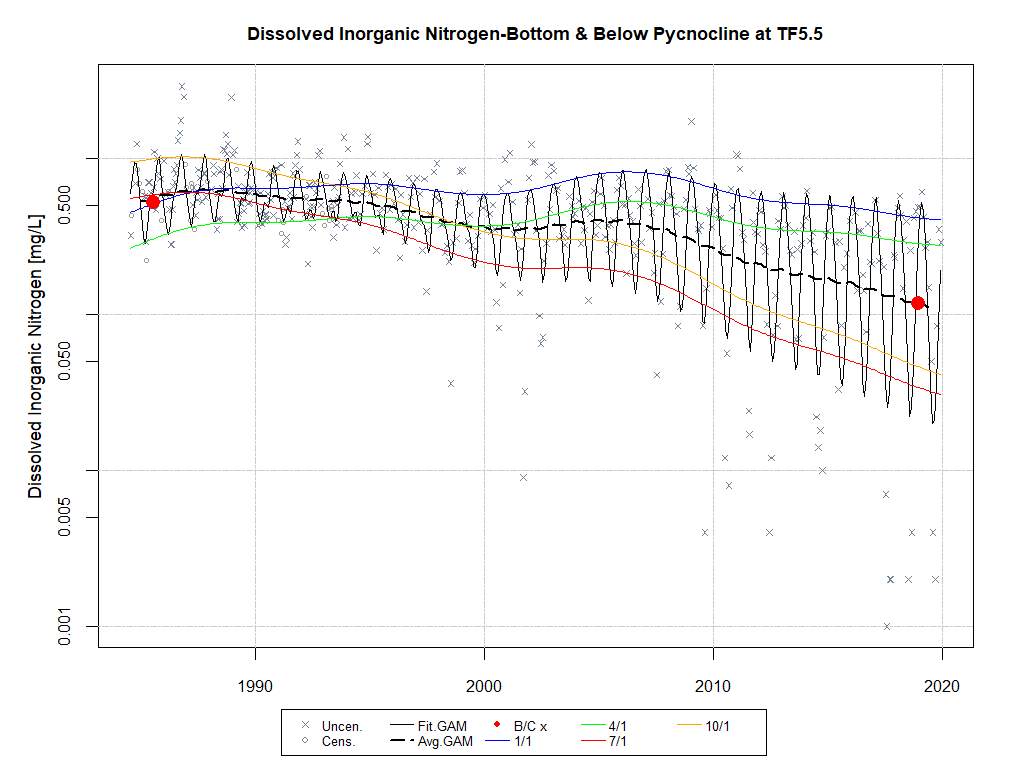 Dissolved Inorganic Nitrogen-Bottom & Below Pycnocline at TF5.5
Dissolved Inorganic Nitrogen [mg/L]
0.500
0.050
0.005
0.001
1990 2000 2010 2020
Uncen. Fit.GAM B/C x 4/1 10/1
Cens. Avg.GAM 1/1 7/1